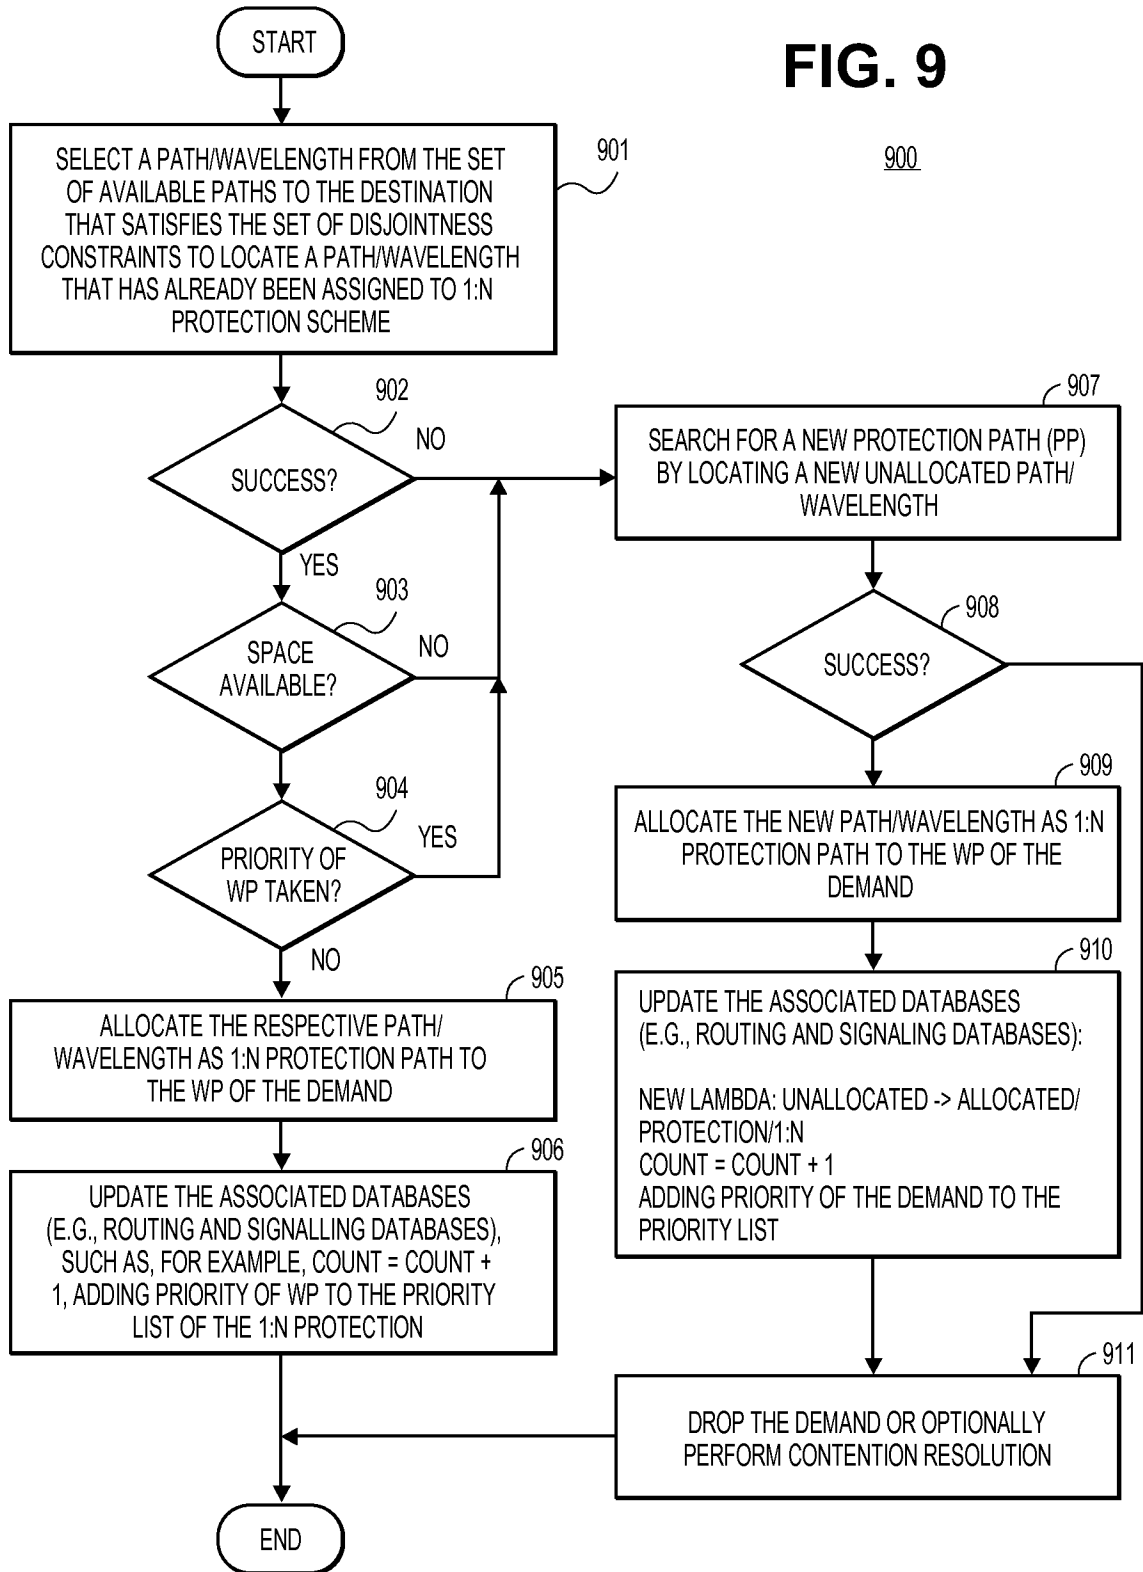 START
FIG. 9
900
901
SELECT A PATH/WAVELENGTH FROM THE SET
OF AVAILABLE PATHS TO THE DESTINATION
THAT SATISFIES THE SET OF DISJOINTNESS
CONSTRAINTS TO LOCATE A PATH/WAVELENGTH
THAT HAS ALREADY BEEN ASSIGNED TO 1:N
PROTECTION SCHEME
902
SUCCESS?
NO
YES
903
SPACE
AVAILABLE?
NO
904
PRIORITY OF
WP TAKEN?
YES
NO
905
ALLOCATE THE RESPECTIVE PATH/
WAVELENGTH AS 1:N PROTECTION PATH TO
THE WP OF THE DEMAND
906
UPDATE THE ASSOCIATED DATABASES
(E.G., ROUTING AND SIGNALLING DATABASES),
SUCH AS, FOR EXAMPLE, COUNT = COUNT +
1, ADDING PRIORITY OF WP TO THE PRIORITY
LIST OF THE 1:N PROTECTION
907
SEARCH FOR A NEW PROTECTION PATH (PP)
BY LOCATING A NEW UNALLOCATED PATH/
WAVELENGTH
908
SUCCESS?
909
ALLOCATE THE NEW PATH/WAVELENGTH AS 1:N
PROTECTION PATH TO THE WP OF THE
DEMAND
910
UPDATE THE ASSOCIATED DATABASES
(E.G., ROUTING AND SIGNALING DATABASES):
NEW LAMBDA: UNALLOCATED -> ALLOCATED/
PROTECTION/1:N
COUNT = COUNT + 1
ADDING PRIORITY OF THE DEMAND TO THE
PRIORITY LIST
911
DROP THE DEMAND OR OPTIONALLY
PERFORM CONTENTION RESOLUTION
END